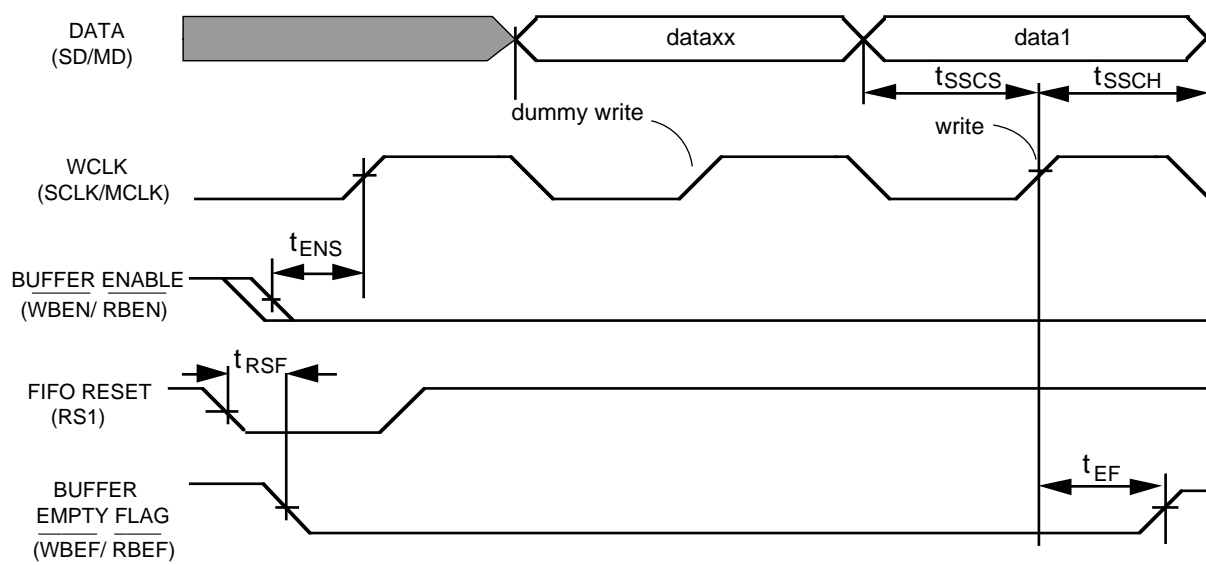 DATA
(SD/MD)
dataxx
data1
tSSCS
tSSCH
dummy write
write
WCLK
(SCLK/MCLK)
tENS
BUFFER ENABLE
(WBEN/ RBEN)
tRSF
FIFO RESET
(RS1)
tEF
BUFFER
EMPTY FLAG
(WBEF/ RBEF)